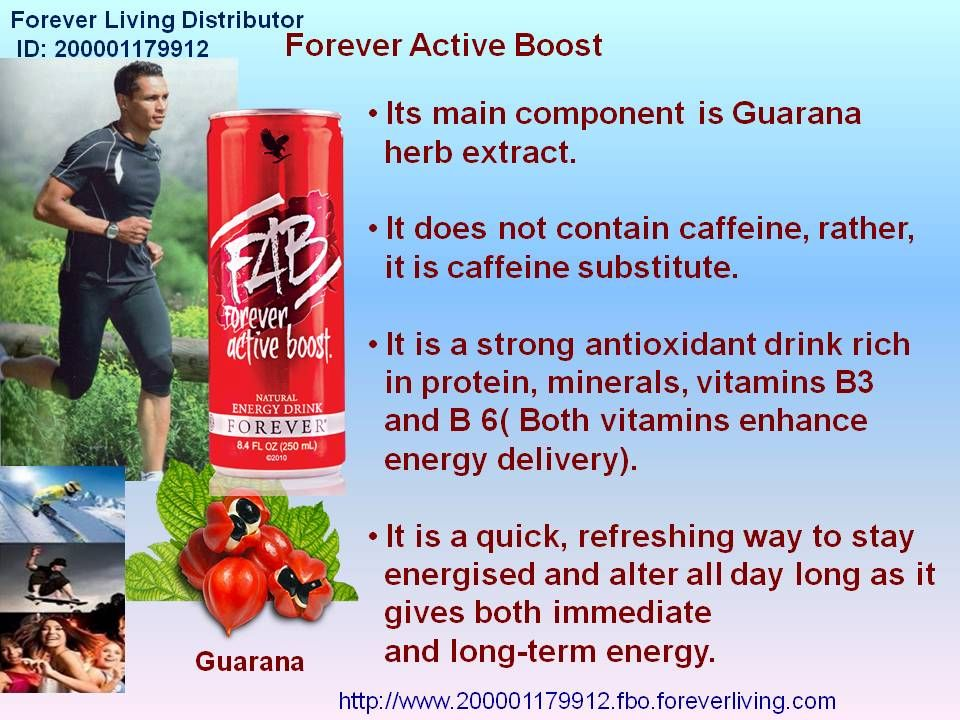 Forever Living Distributor
ID: 200001179912
Forever Active Boost
• Its main component is Guarana
herb extract.
• It does not contain caffeine, rather,
it is caffeine substitute.
• It is a strong antioxidant drink rich
in protein, minerals, vitamins B3
and B 6( Both vitamins enhance
energy delivery).
• It is a quick, refreshing way to stay
energised and alter all day long as it
gives both immediate
and long-term energy.
FAB
forever
active boost.
NATURAL
ENERGY DRINK
FOREVER®
8.4 FL OZ (250 mL)
©2010
Guarana
http://www.200001179912.fbo.foreverliving.com